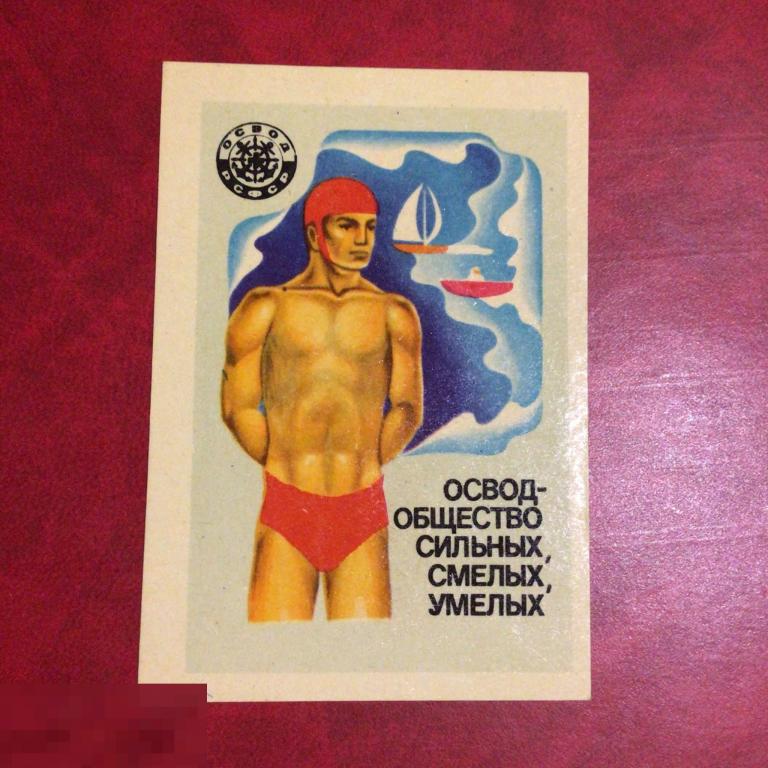 ОСВОД
РСФСР
ОСВОД-
ОБЩЕСТВО
СИЛЬНЫХ,
СМЕЛЫХ,
УМЕЛЫХ